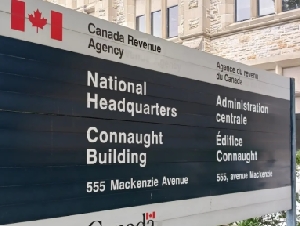 Canada Revenue
Agency
Agence du revenu
du Canada
National
Headquarters
Administration
centrale
Connaught
Building
Édifice
Connaught
555 Mackenzie Avenue
555, avenue Mackenzie
Canada